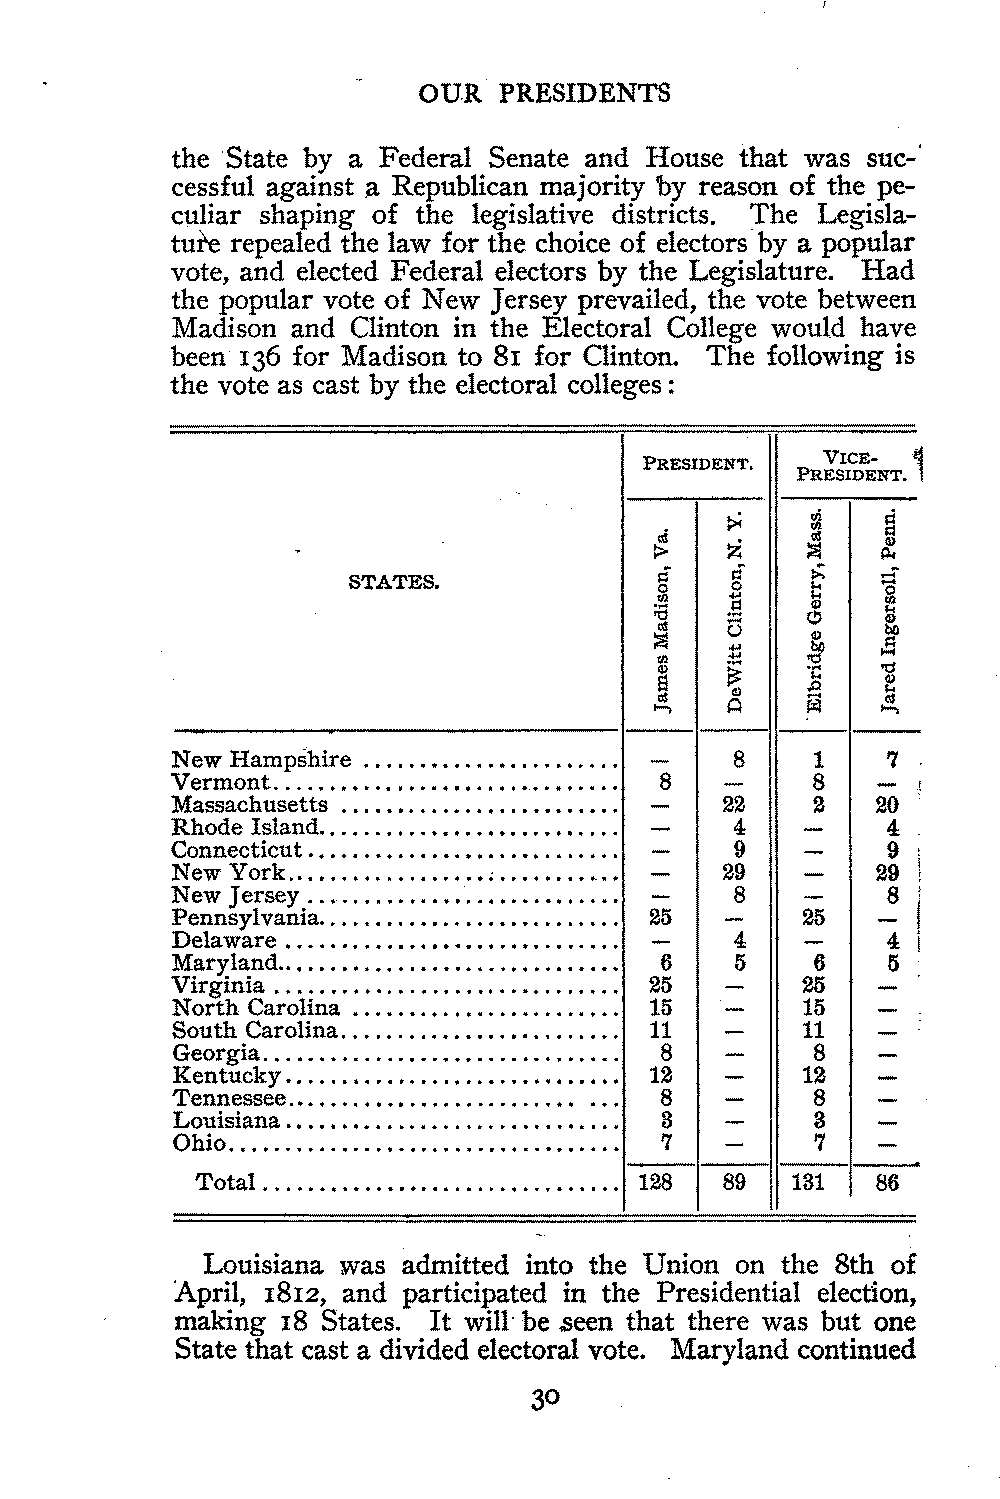 OUR PRESIDENTS
the State by a Federal Senate and House that was suc-
cessful against a Republican majority by reason of the pe-
culiar shaping of the legislative districts. The Legisla-
ture repealed the law for the choice of electors by a popular
vote, and elected Federal electors by the Legislature. Had
the popular vote of New Jersey prevailed, the vote between
Madison and Clinton in the Electoral College would have
been 136 for Madison to 81 for Clinton. The following is
the vote as cast by the electoral colleges:
STATES. PRESIDENT. VICE-PRESIDENT.
James Madison, Va. DeWitt Clinton, N. Y. Elbridge Gerry, Mass. Jared Ingersoll, Penn.
New Hampshire ....................... — 8 1 7
Vermont............................... 8 — 8 —
Massachusetts ......................... — 22 2 20
Rhode Island........................... — 4 — 4
Connecticut............................ — 9 — 9
New York.............................. — 29 — 29
New Jersey ............................ — 8 — 8
Pennsylvania........................... 25 — 25 —
Delaware .............................. — 4 — 4
Maryland.............................. 6 5 6 5
Virginia ............................... 25 — 25 —
North Carolina ........................ 15 — 15 —
South Carolina......................... 11 — 11 —
Georgia................................ 8 — 8 —
Kentucky.............................. 12 — 12 —
Tennessee............................. 8 — 8 —
Louisiana.............................. 3 — 3 —
Ohio................................... 7 — 7 —
Total................................ 128 89 131 86
Louisiana was admitted into the Union on the 8th of
April, 1812, and participated in the Presidential election,
making 18 States. It will be seen that there was but one
State that cast a divided electoral vote. Maryland continued
30